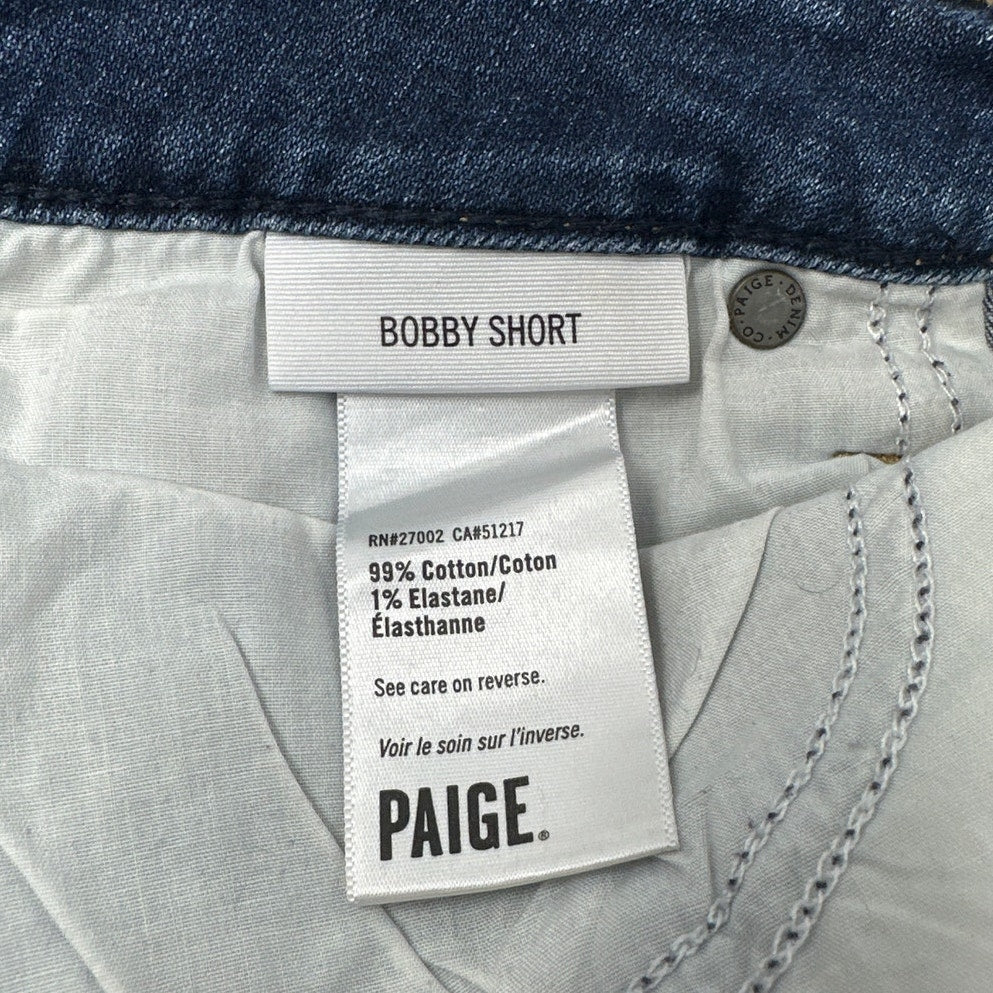 BOBBY SHORT
PAIGE · DENIM · CO ·
RN#27002 CA#51217
99% Cotton/Coton
1% Elastane/
Élasthanne
See care on reverse.
Voir le soin sur l'inverse.
PAIGE®